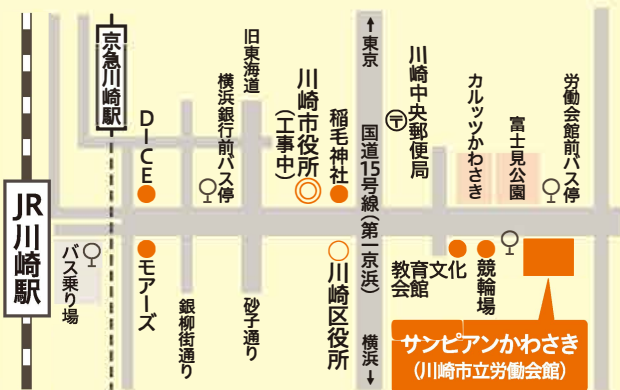 JR川崎駅
京急川崎駅
バス乗り場
DICE
モアーズ
銀柳街通り
横浜銀行前バス停
旧東海道
砂子通り
川崎市役所
(工事中)
稲毛神社
川崎区役所
↑東京
国道15号線(第一京浜)
横浜↓
川崎中央郵便局
〒
カルッツかわさき
富士見公園
労働会館前バス停
教育文化
会館
競輪場
サンピアンかわさき
(川崎市立労働会館)